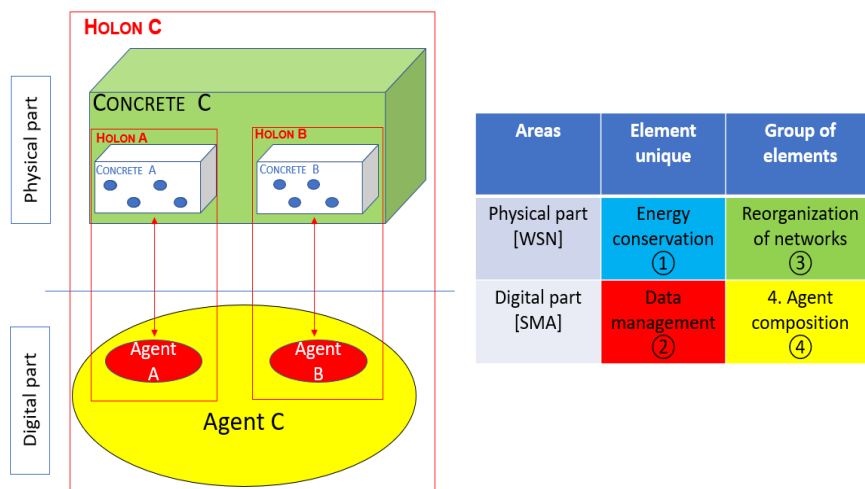 HOLON C
Physical part
CONCRETE C
HOLON A
HOLON B
CONCRETE A
CONCRETE B
Digital part
Agent
A
Agent
B
Agent C
Areas
Element
unique
Group of
elements
Physical part
[WSN]
Energy
conservation
①
Reorganization
of networks
③
Digital part
[SMA]
Data
management
②
4. Agent
composition
④